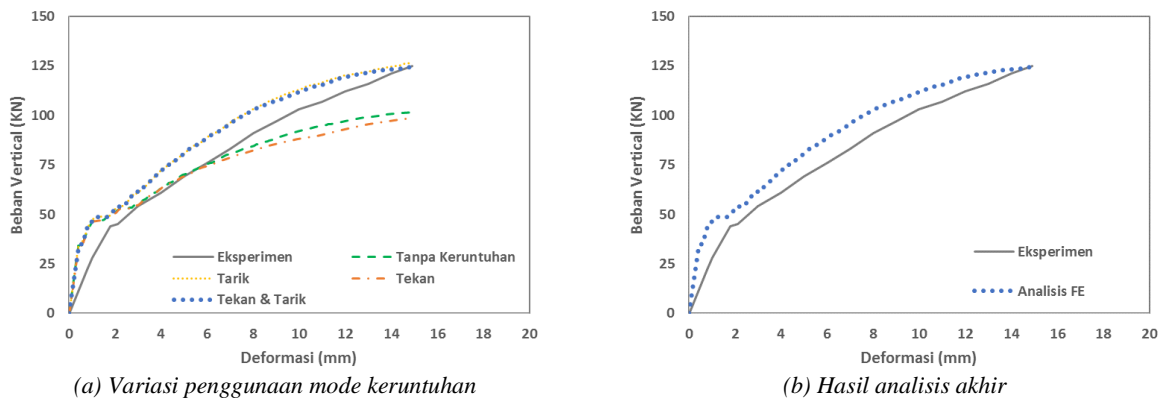 150
125
100
75
50
25
0
Beban Vertical (KN)
0 2 4 6 8 10 12 14 16 18 20
Deformasi (mm)
Eksperimen
Tanpa Keruntuhan
Tarik
Tekan
Tekan & Tarik
(a) Variasi penggunaan mode keruntuhan
150
125
100
75
50
25
0
Beban Vertical (KN)
0 2 4 6 8 10 12 14 16 18 20
Deformasi (mm)
Eksperimen
Analisis FE
(b) Hasil analisis akhir